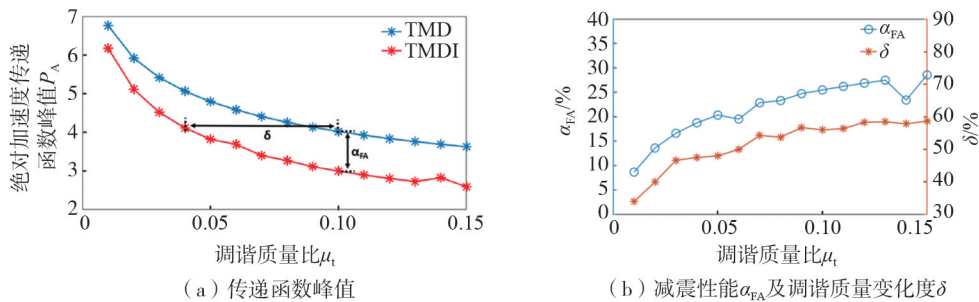 绝对加速度传递
函数峰值P_A
7
6
5
4
3
2
TMD
TMDI
δ
α_FA
0
0.05
0.10
0.15
调谐质量比μ_t
(a)传递函数峰值
α_FA/%
40%
35%
30%
25%
20%
15%
10%
5%
0
α_FA
δ
90
80
70
60
50
40
30
δ/%
0
0.05
0.10
0.15
调谐质量比μ_t
(b)减震性能α_FA及调谐质量变化度δ